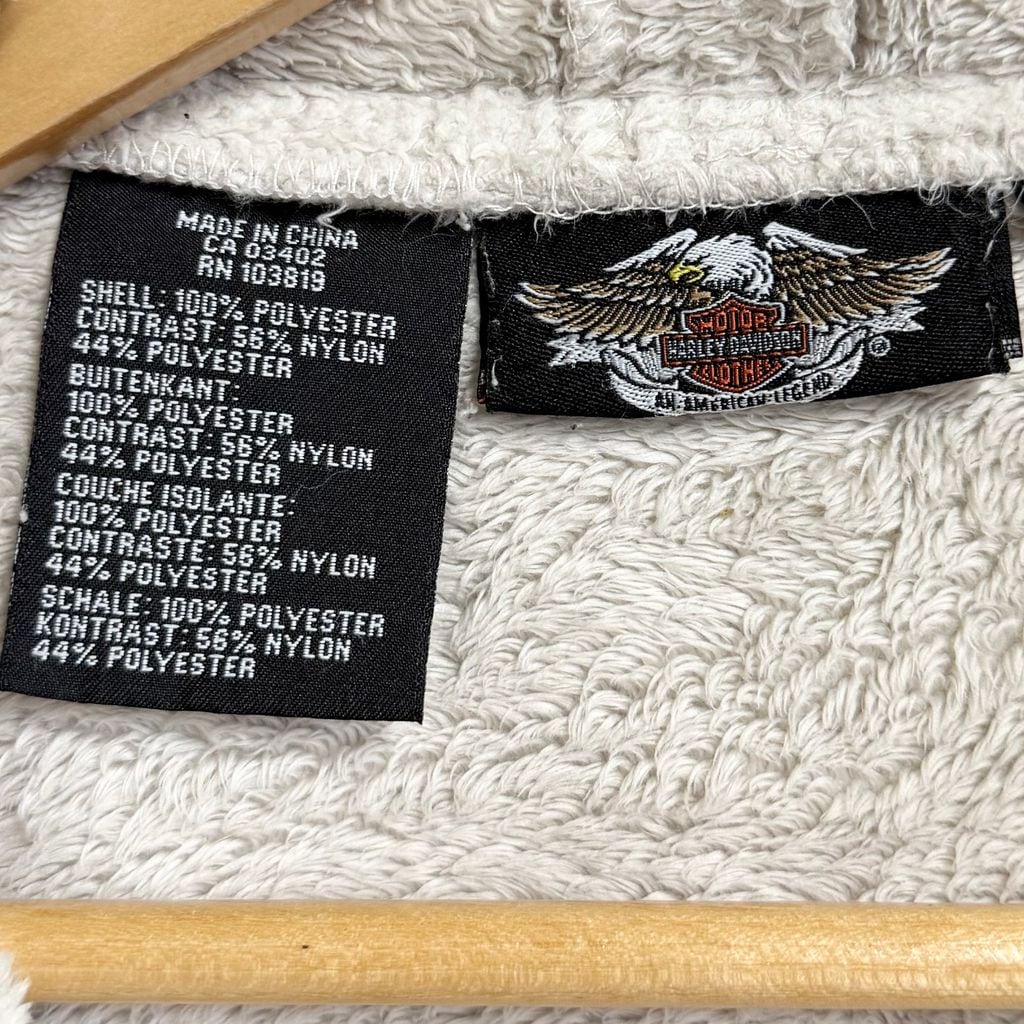 MADE IN CHINA
CA 03402
RN 103819
SHELL: 100% POLYESTER
CONTRAST: 56% NYLON
44% POLYESTER
BUITENKANT:
100% POLYESTER
CONTRAST: 56% NYLON
44% POLYESTER
COUCHE ISOLANTE:
100% POLYESTER
CONTRASTE: 56% NYLON
44% POLYESTER
SCHALE: 100% POLYESTER
KONTRAST: 56% NYLON
44% POLYESTER
MOTOR
HARLEY-DAVIDSON
CLOTHES
®
AN AMERICAN LEGEND